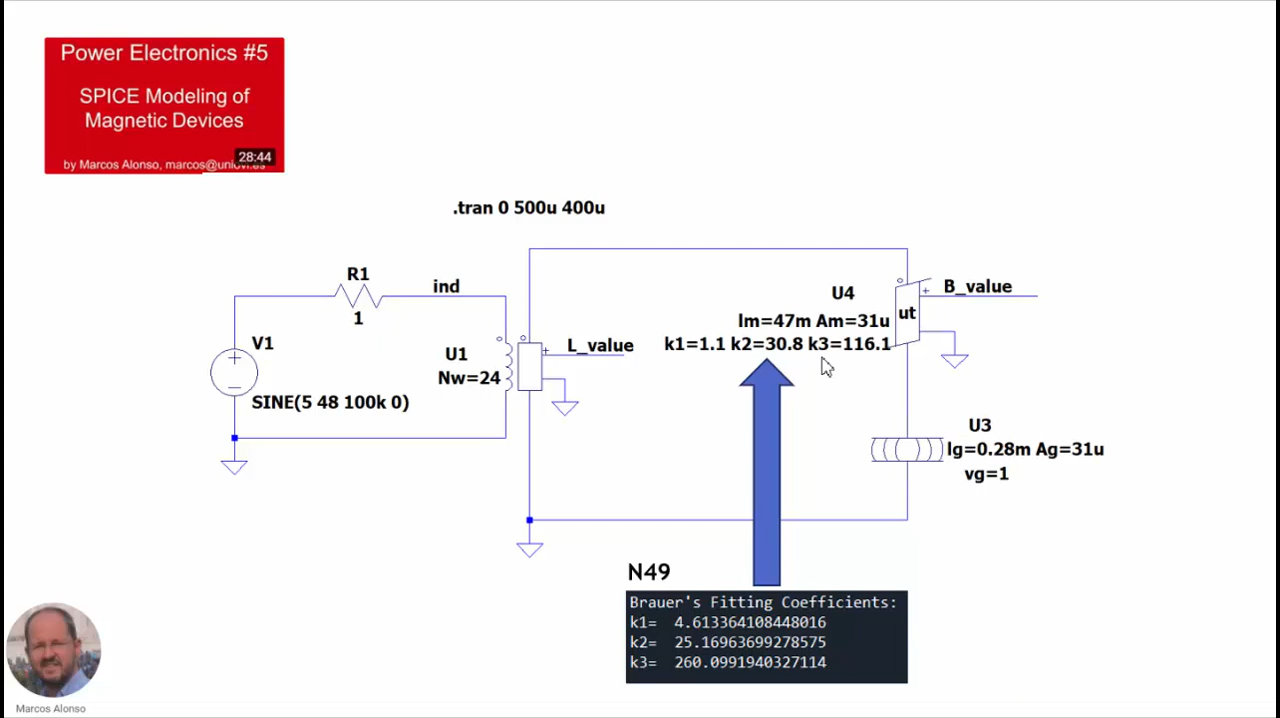 Power Electronics #5
SPICE Modeling of
Magnetic Devices
28:44
by Marcos Alonso, marcos@uniovi.es
.tran 0 500u 400u
R1
1
ind
V1
SINE(5 48 100k 0)
U1
Nw=24
L_value
U4
lm=47m Am=31u
k1=1.1 k2=30.8 k3=116.1
ut
B_value
U3
lg=0.28m Ag=31u
vg=1
N49
Brauer's Fitting Coefficients:
k1= 4.613364108448016
k2= 25.16963699278575
k3= 260.0991940327114
Marcos Alonso